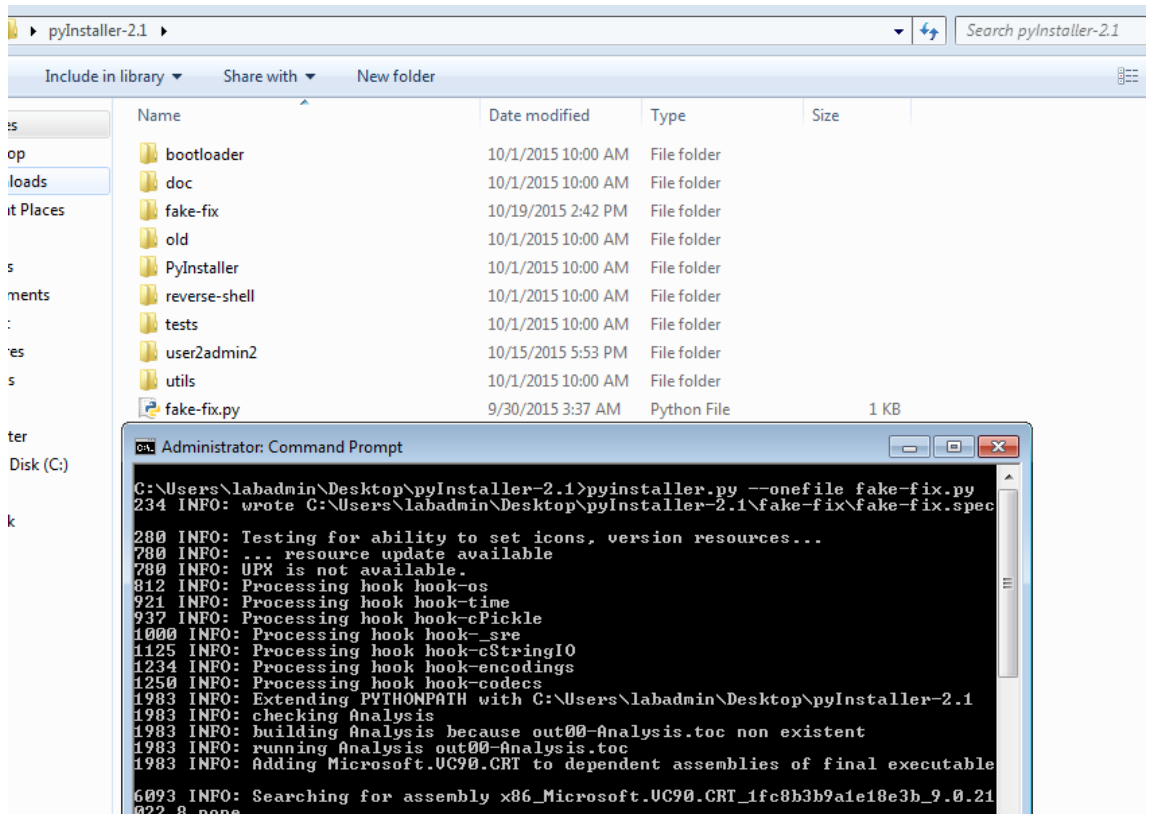 pyInstaller-2.1
Search pyInstaller-2.1
Include in library
Share with
New folder
Name Date modified Type Size
es
op
loads
nt Places
s
ments
res
s
ter
Disk (C:)
k
bootloader 10/1/2015 10:00 AM File folder
doc 10/1/2015 10:00 AM File folder
fake-fix 10/19/2015 2:42 PM File folder
old 10/1/2015 10:00 AM File folder
PyInstaller 10/1/2015 10:00 AM File folder
reverse-shell 10/1/2015 10:00 AM File folder
tests 10/1/2015 10:00 AM File folder
user2admin2 10/15/2015 5:53 PM File folder
utils 10/1/2015 10:00 AM File folder
fake-fix.py 9/30/2015 3:37 AM Python File 1 KB
Administrator: Command Prompt
C:\Users\labadmin\Desktop\pyInstaller-2.1>pyinstaller.py --onefile fake-fix.py
234 INFO: wrote C:\Users\labadmin\Desktop\pyInstaller-2.1\fake-fix\fake-fix.spec
280 INFO: Testing for ability to set icons, version resources...
780 INFO: ... resource update available
780 INFO: UPX is not available.
812 INFO: Processing hook hook-os
921 INFO: Processing hook hook-time
937 INFO: Processing hook hook-cPickle
1000 INFO: Processing hook hook-_sre
1125 INFO: Processing hook hook-cStringIO
1234 INFO: Processing hook hook-encodings
1250 INFO: Processing hook hook-codecs
1983 INFO: Extending PYTHONPATH with C:\Users\labadmin\Desktop\pyInstaller-2.1
1983 INFO: checking Analysis
1983 INFO: building Analysis because out00-Analysis.toc non existent
1983 INFO: running Analysis out00-Analysis.toc
1983 INFO: Adding Microsoft.VC90.CRT to dependent assemblies of final executable
6093 INFO: Searching for assembly x86_Microsoft.VC90.CRT_1fc8b3b9a1e18e3b_9.0.21
022.8_none